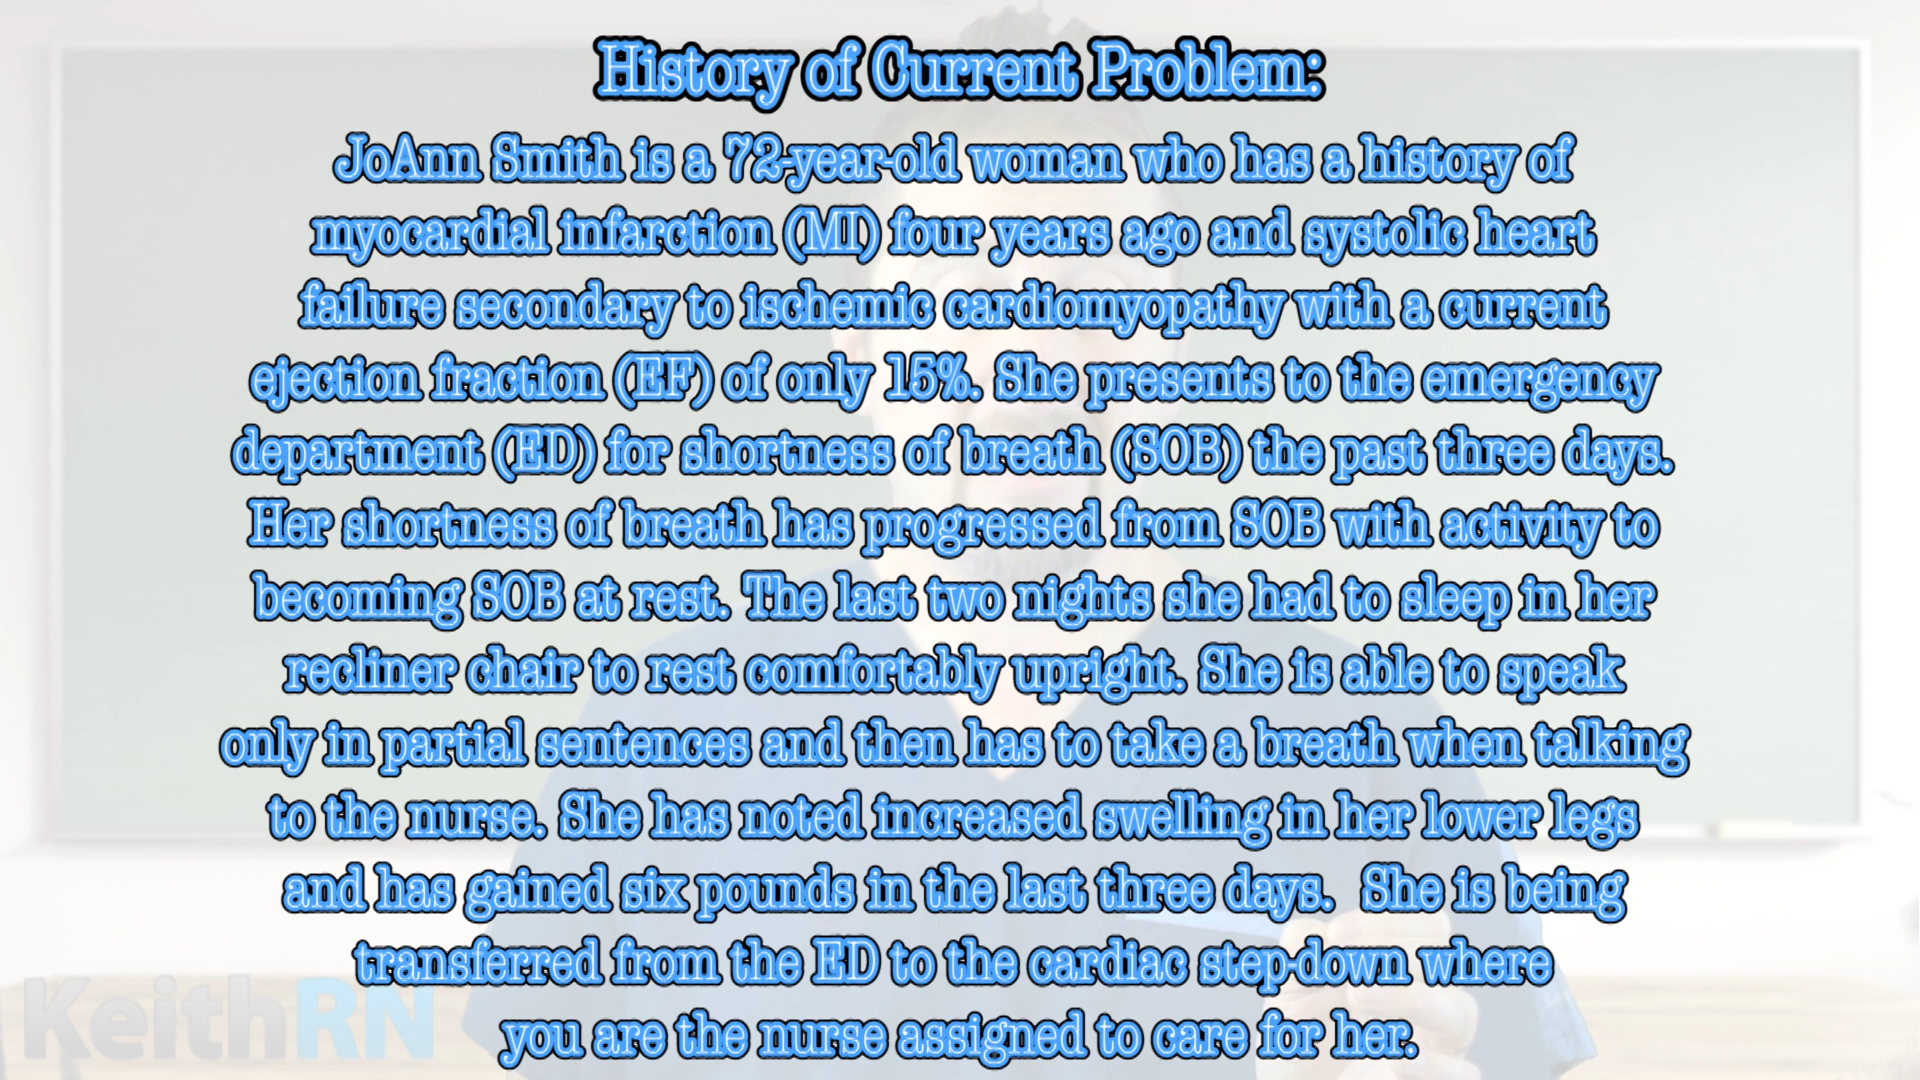 History of Current Problem:
JoAnn Smith is a 72-year-old woman who has a history of
myocardial infarction (MI) four years ago and systolic heart
failure secondary to ischemic cardiomyopathy with a current
ejection fraction (EF) of only 15%. She presents to the emergency
department (ED) for shortness of breath (SOB) the past three days.
Her shortness of breath has progressed from SOB with activity to
becoming SOB at rest. The last two nights she had to sleep in her
recliner chair to rest comfortably upright. She is able to speak
only in partial sentences and then has to take a breath when talking
to the nurse. She has noted increased swelling in her lower legs
and has gained six pounds in the last three days.  She is being
transferred from the ED to the cardiac step-down where
you are the nurse assigned to care for her.
KeithRN